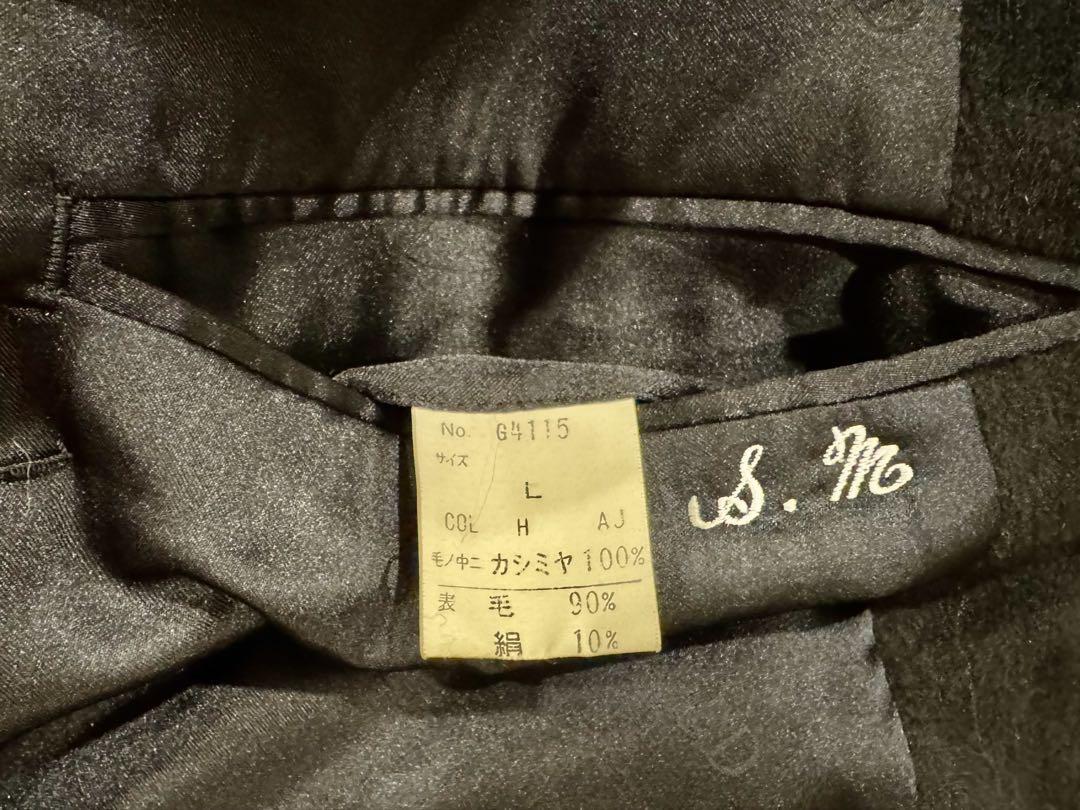 No. G4115
サイズ
L
COL H AJ
毛ノ中ニ カシミヤ 100%
表 毛 90%
絹 10%
S. M